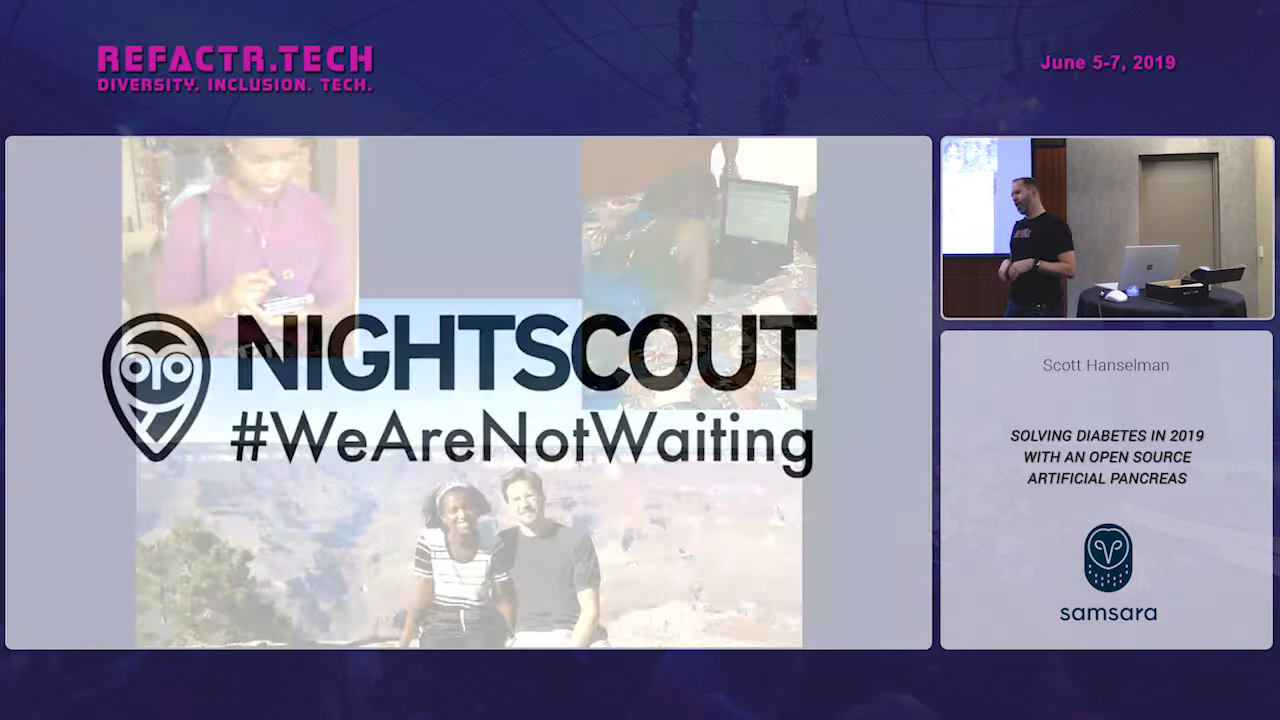 REFACTR.TECH
DIVERSITY. INCLUSION. TECH.
June 5-7, 2019
NIGHTSCOUT
#WeAreNotWaiting
Scott Hanselman
SOLVING DIABETES IN 2019
WITH AN OPEN SOURCE
ARTIFICIAL PANCREAS
samsara